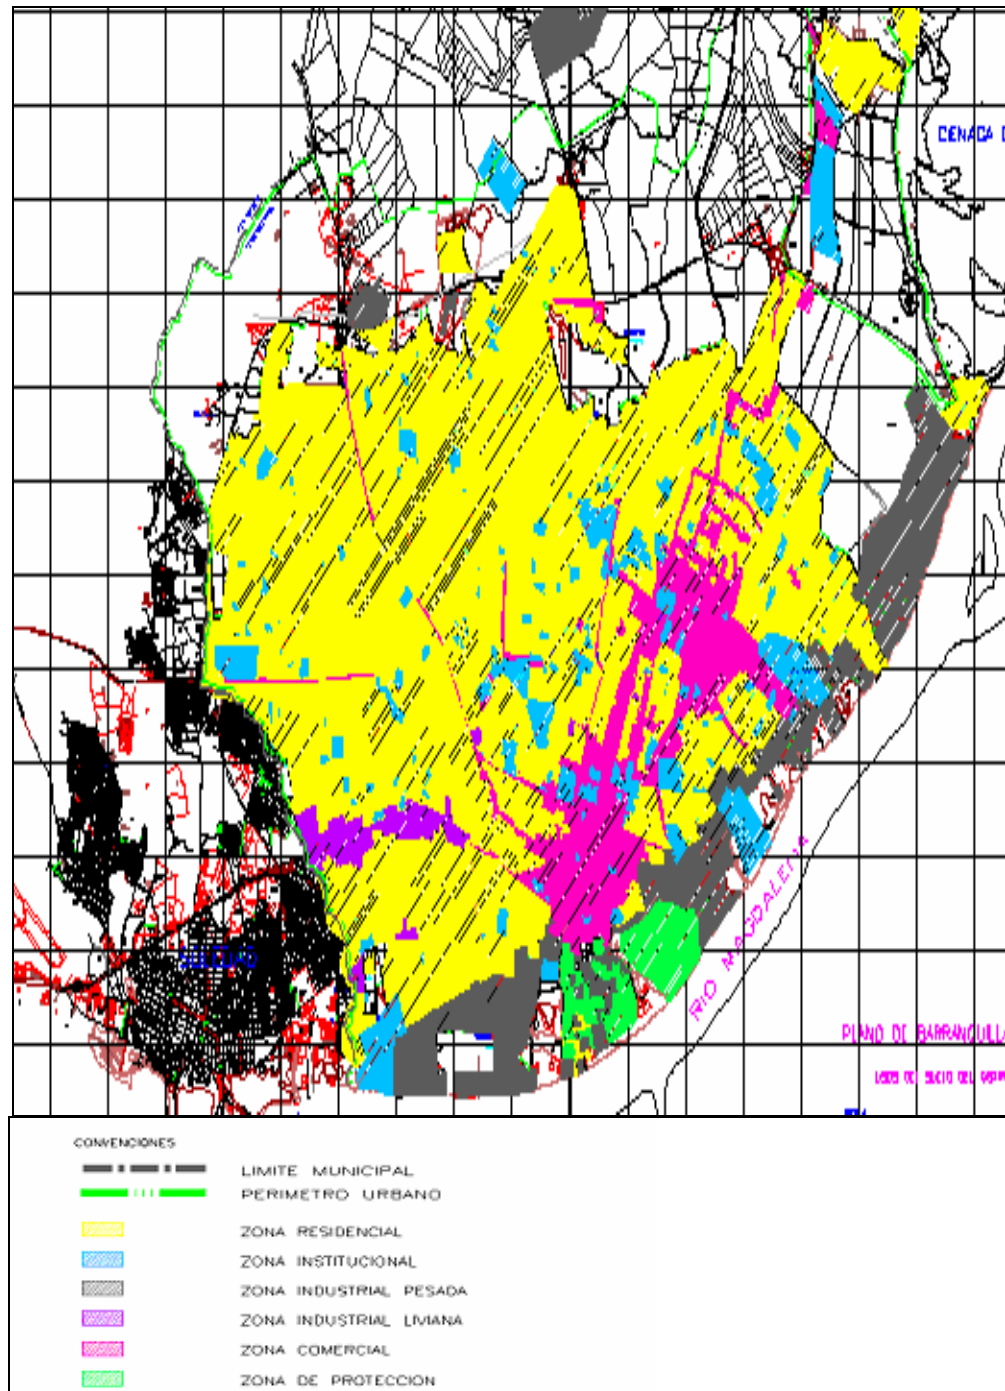 CIENAGA D
SOLEDAD
RIO MAGDALENA
PLANO DE BARRANQUILLA
CONVENCIONES
LIMITE MUNICIPAL
PERIMETRO URBANO
ZONA RESIDENCIAL
ZONA INSTITUCIONAL
ZONA INDUSTRIAL PESADA
ZONA INDUSTRIAL LIVIANA
ZONA COMERCIAL
ZONA DE PROTECCION